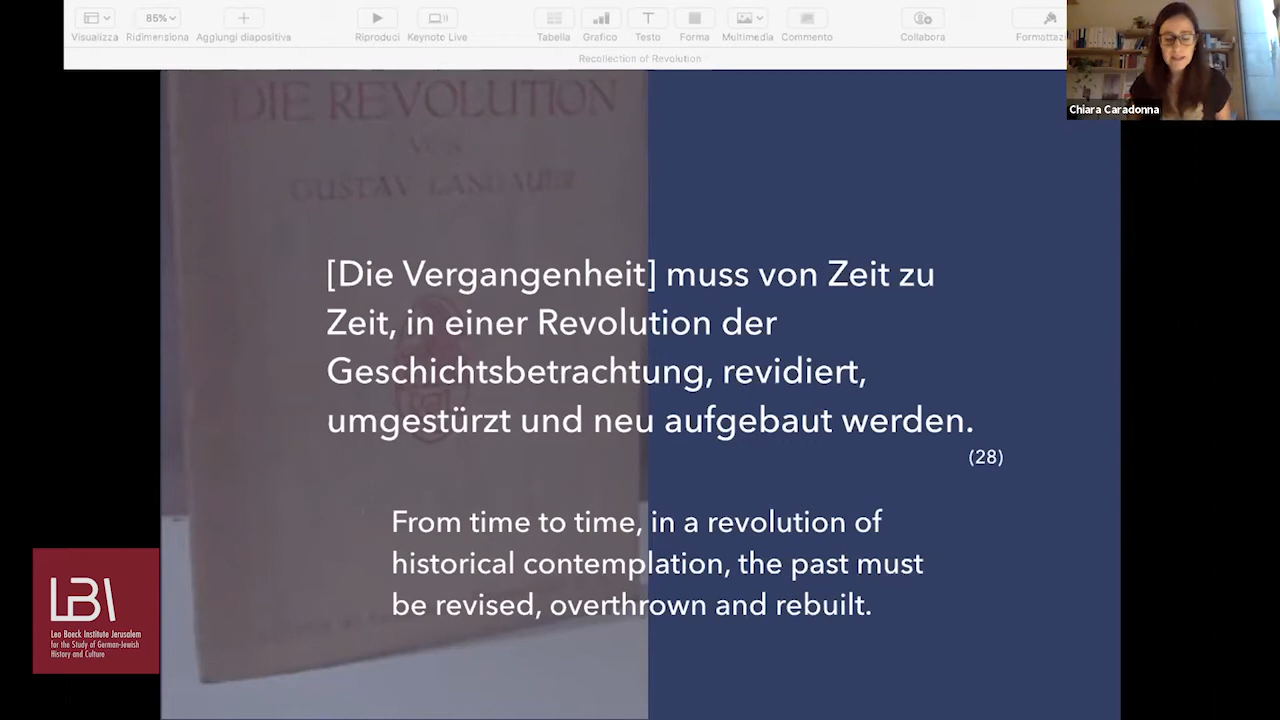 85%
Visualizza Ridimensiona Aggiungi diapositiva Riproduci Keynote Live Tabella Grafico Testo Forma Multimedia Commento Collabora
Recollection of Revolution
Chiara Caradonna
DIE REVOLUTION
VON
GUSTAV LANDAUER
[Die Vergangenheit] muss von Zeit zu
Zeit, in einer Revolution der
Geschichtsbetrachtung, revidiert,
umgestürzt und neu aufgebaut werden.
(28)
From time to time, in a revolution of
historical contemplation, the past must
be revised, overthrown and rebuilt.
LBI
Leo Baeck Institute Jerusalem
for the Study of German-Jewish
History and Culture